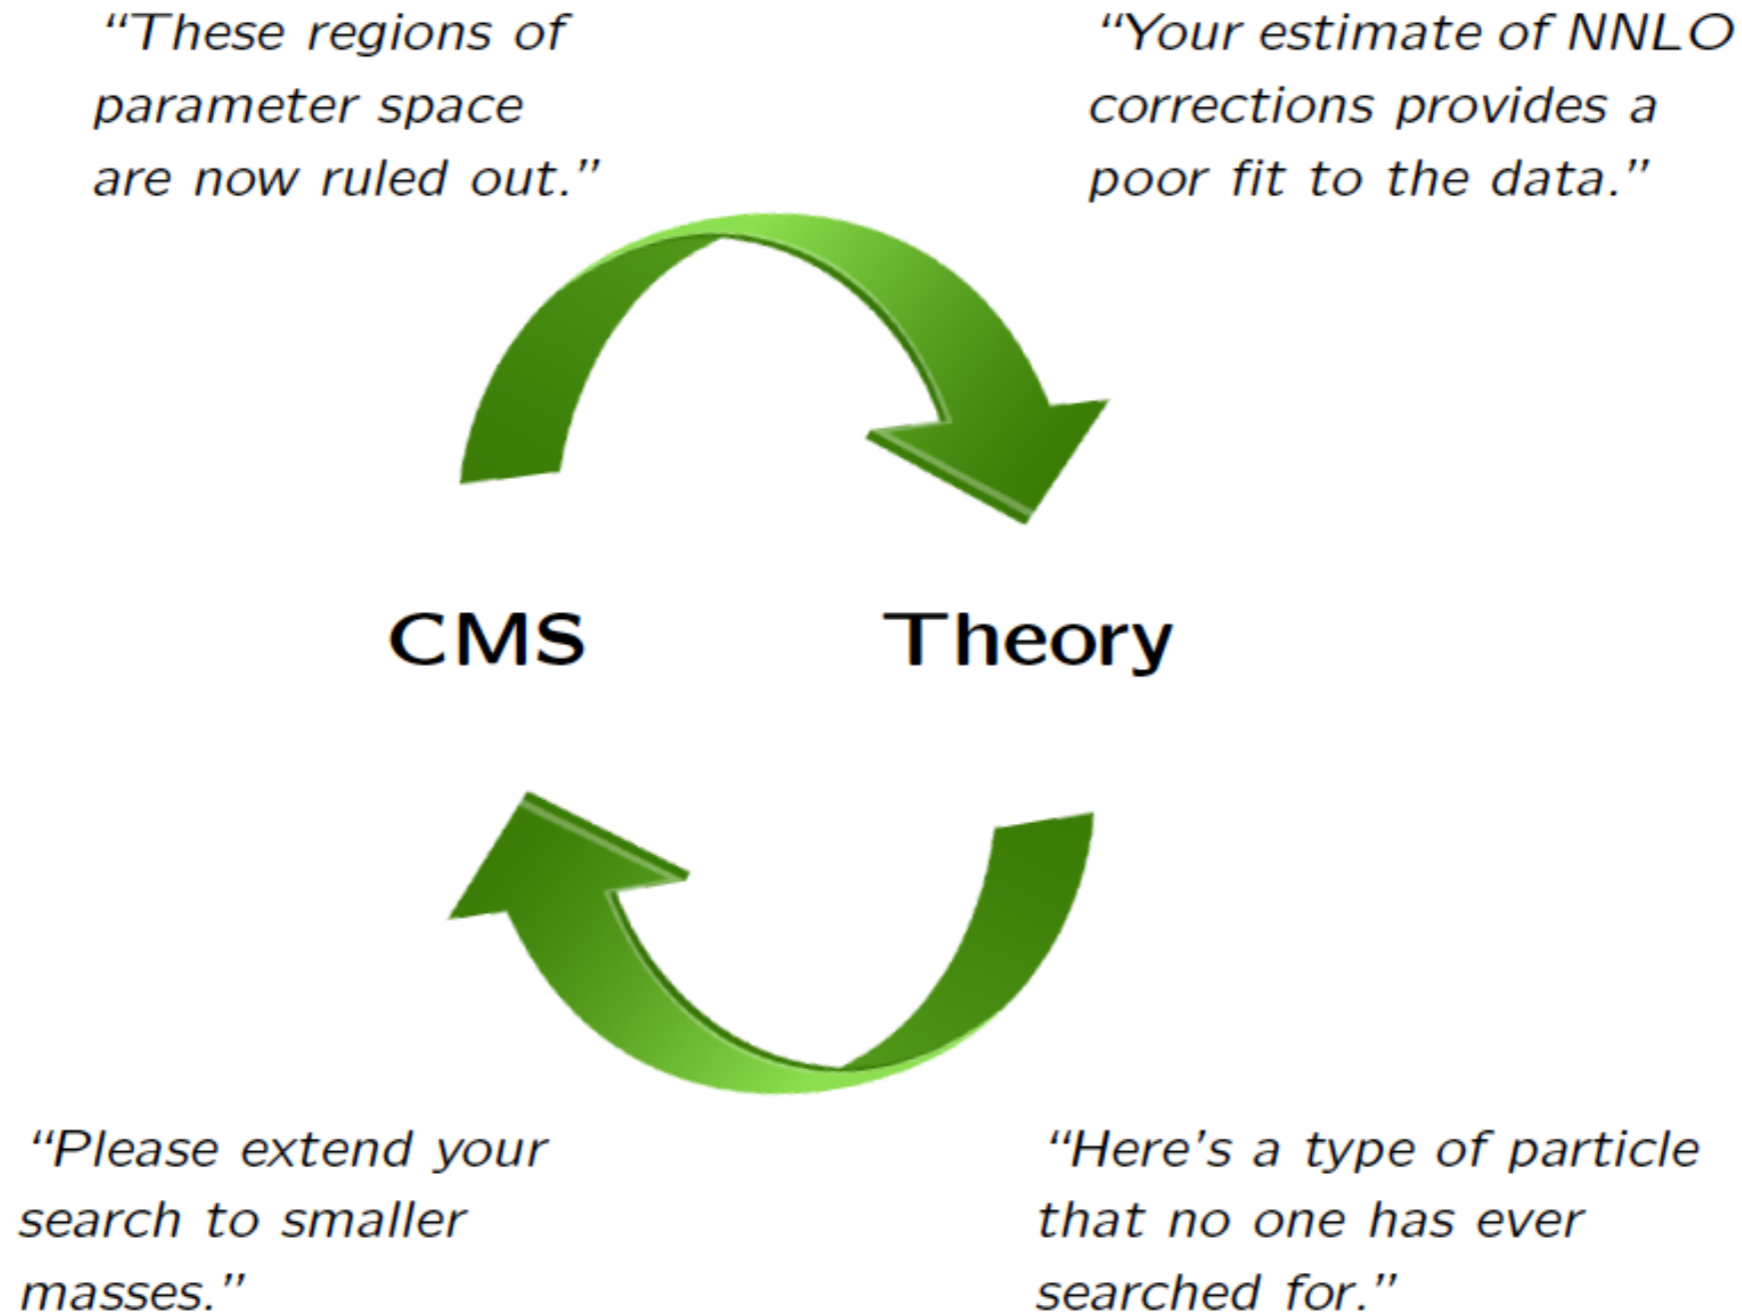 “These regions of
parameter space
are now ruled out.”
“Your estimate of NNLO
corrections provides a
poor fit to the data.”
CMS
Theory
“Please extend your
search to smaller
masses.”
“Here’s a type of particle
that no one has ever
searched for.”